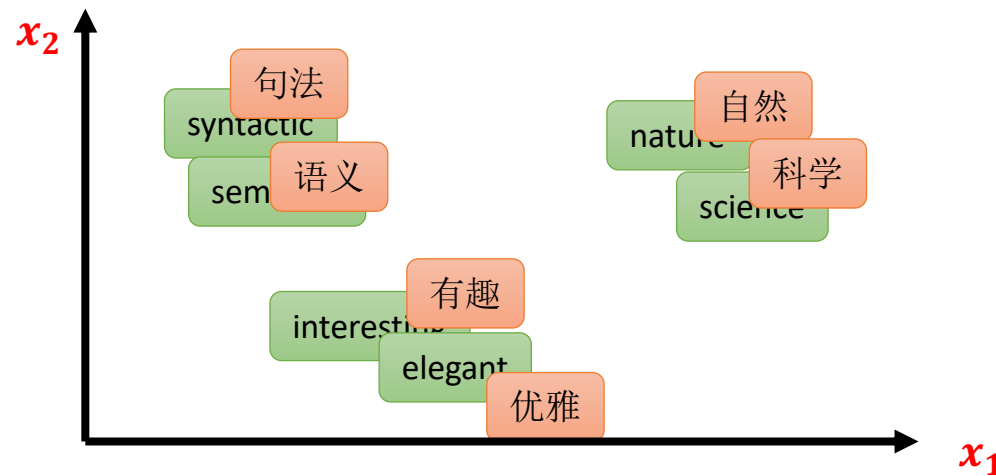 x₂
句法
syntactic
语义
sem
自然
nature
科学
science
有趣
interesting
elegant
优雅
x₁